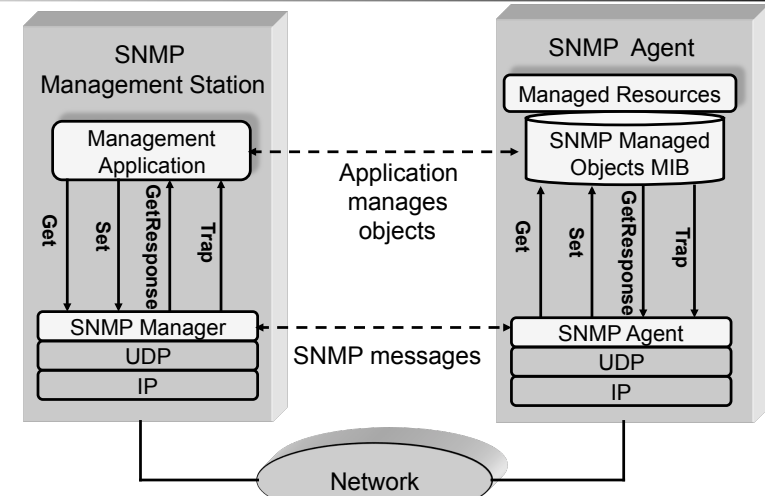 SNMP
Management Station
Management
Application
Get
Set
GetResponse
Trap
SNMP Manager
UDP
IP
Application
manages
objects
SNMP messages
SNMP Agent
Managed Resources
SNMP Managed
Objects MIB
Get
Set
GetResponse
Trap
SNMP Agent
UDP
IP
Network